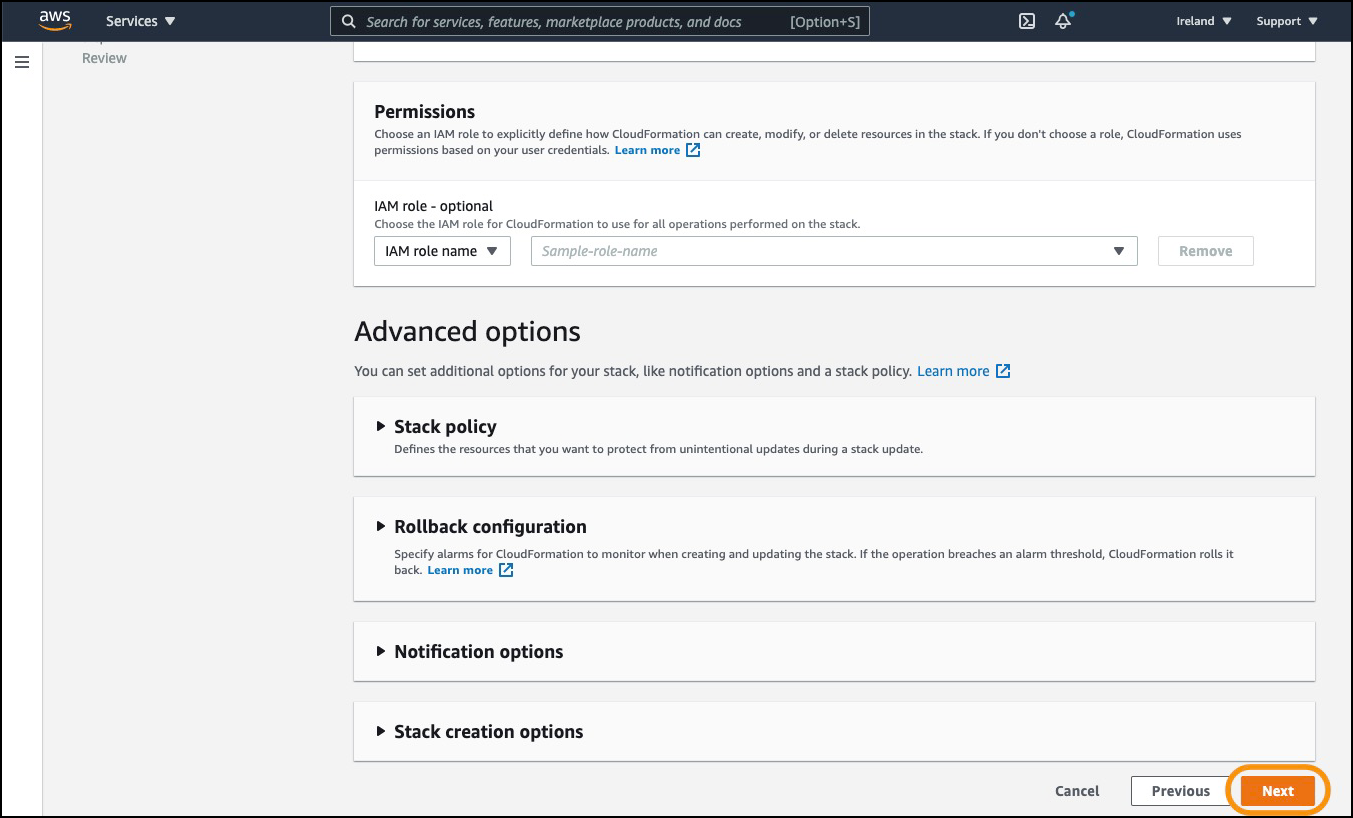 aws
Services
Search for services, features, marketplace products, and docs
[Option+S]
Ireland
Support
Review
Permissions
Choose an IAM role to explicitly define how CloudFormation can create, modify, or delete resources in the stack. If you don't choose a role, CloudFormation uses
permissions based on your user credentials. Learn more
IAM role - optional
Choose the IAM role for CloudFormation to use for all operations performed on the stack.
IAM role name
Sample-role-name
Remove
Advanced options
You can set additional options for your stack, like notification options and a stack policy. Learn more
Stack policy
Defines the resources that you want to protect from unintentional updates during a stack update.
Rollback configuration
Specify alarms for CloudFormation to monitor when creating and updating the stack. If the operation breaches an alarm threshold, CloudFormation rolls it
back. Learn more
Notification options
Stack creation options
Cancel
Previous
Next